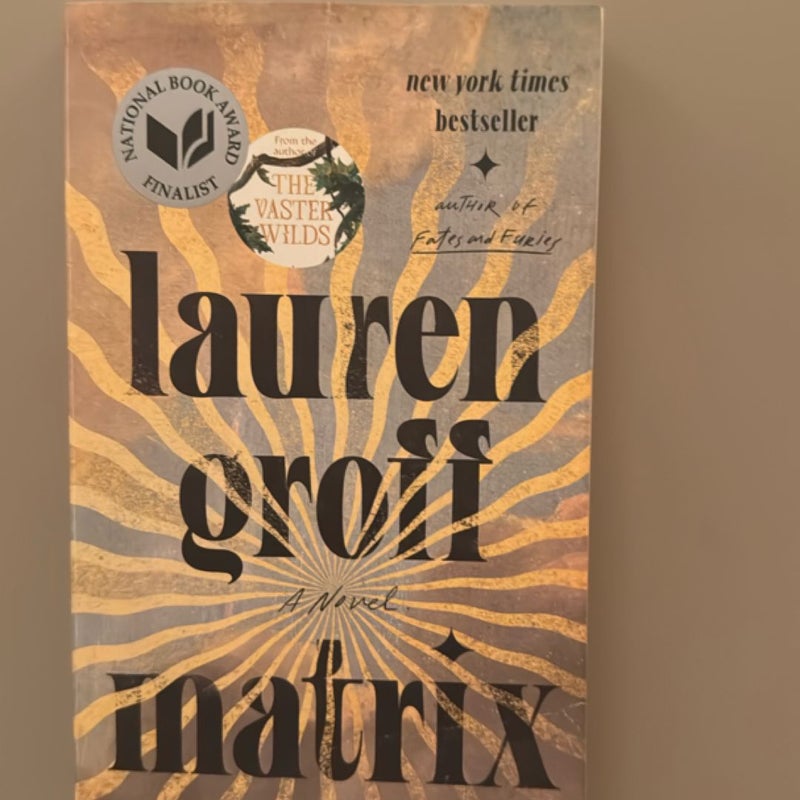 NATIONAL BOOK AWARD
FINALIST
new york times
bestseller
From the
author of
THE
VASTER
WILDS
AUTHOR OF
Fates and Furies
lauren
groff
A Novel
matrix